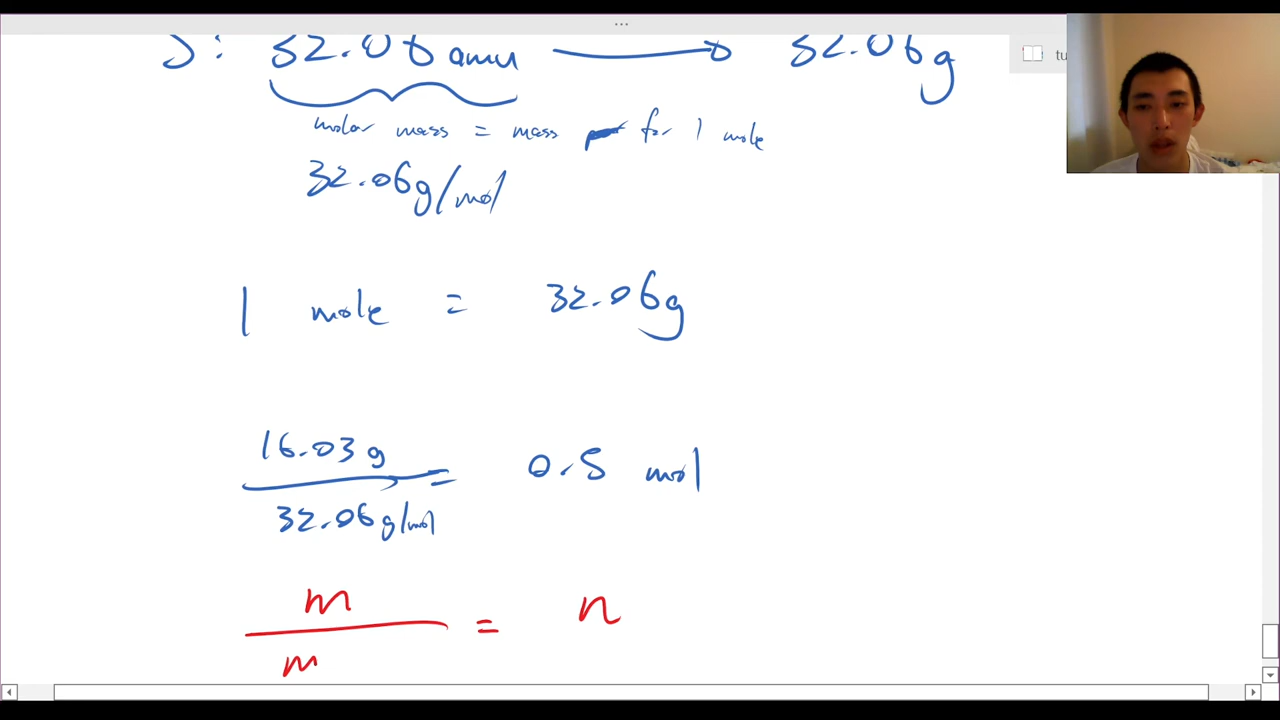 S: 32.06 amu → 32.06g
tu
molar mass = mass for 1 mole
32.06g/mol
1 mole = 32.06g
16.03g
32.06g/mol
= 0.5 mol
m
m
= n